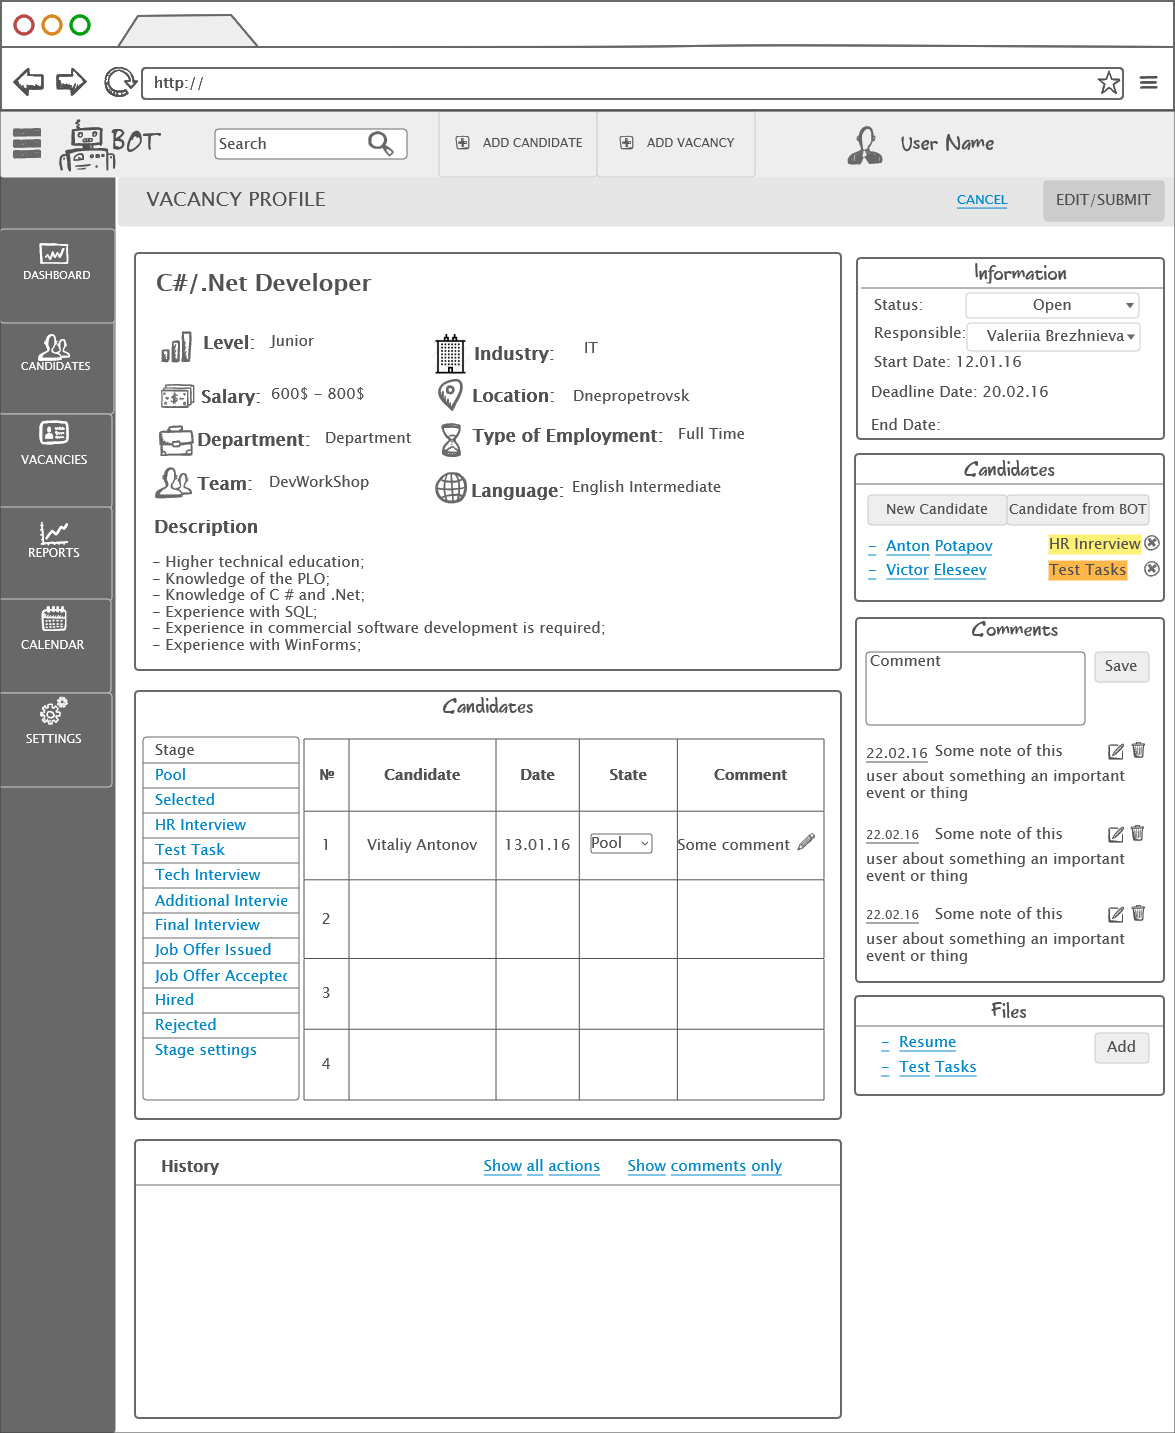 http://
BOT
Search
ADD CANDIDATE
ADD VACANCY
User Name
VACANCY PROFILE
CANCEL
EDIT/SUBMIT
DASHBOARD
CANDIDATES
VACANCIES
REPORTS
CALENDAR
SETTINGS
C#/.Net Developer
Level: Junior
Industry: IT
Salary: 600$ - 800$
Location: Dnepropetrovsk
Department: Department
Type of Employment: Full Time
Team: DevWorkShop
Language: English Intermediate
Description
- Higher technical education;
- Knowledge of the PLO;
- Knowledge of C # and .Net;
- Experience with SQL;
- Experience in commercial software development is required;
- Experience with WinForms;
Information
Status: Open
Responsible: Valeriia Brezhnieva
Start Date: 12.01.16
Deadline Date: 20.02.16
End Date:
Candidates
New Candidate
Candidate from BOT
- Anton Potapov HR Inrerview
- Victor Eleseev Test Tasks
Comments
Comment
Save
22.02.16 Some note of this
user about something an important
event or thing
22.02.16 Some note of this
user about something an important
event or thing
22.02.16 Some note of this
user about something an important
event or thing
Files
- Resume
- Test Tasks
Add
Candidates
Stage
Pool
Selected
HR Interview
Test Task
Tech Interview
Additional Intervie
Final Interview
Job Offer Issued
Job Offer Accepted
Hired
Rejected
Stage settings
№ Candidate Date State Comment
1 Vitaliy Antonov 13.01.16 Pool Some comment
2
3
4
History
Show all actions
Show comments only